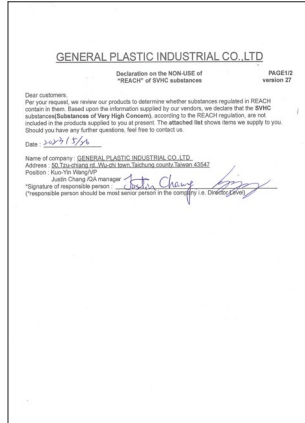 GENERAL PLASTIC INDUSTRIAL CO.,LTD
Declaration on the NON-USE of
"REACH" of SVHC substances
PAGE1/2
version 27
Dear customers,
Per your request, we review our products to determine whether substances regulated in REACH
contain in them. Based upon the information supplied by our vendors, we declare that the SVHC
substances(Substances of Very High Concern), according to the REACH regulation, are not
included in the products supplied to you at present. The attached list shows items we supply to you.
Should you have any further questions, feel free to contact us.
Date :
Name of company : GENERAL PLASTIC INDUSTRIAL CO.,LTD
Address : 50,Tzu-chiang rd.,Wu-chi town,Taichung county,Taiwan 43547
Position : Kuo-Yin Wang/VP
Justin Chang /QA manager
*Signature of responsible person : Justin Chang
(*responsible person should be most senior person in the company i.e. Director Level)